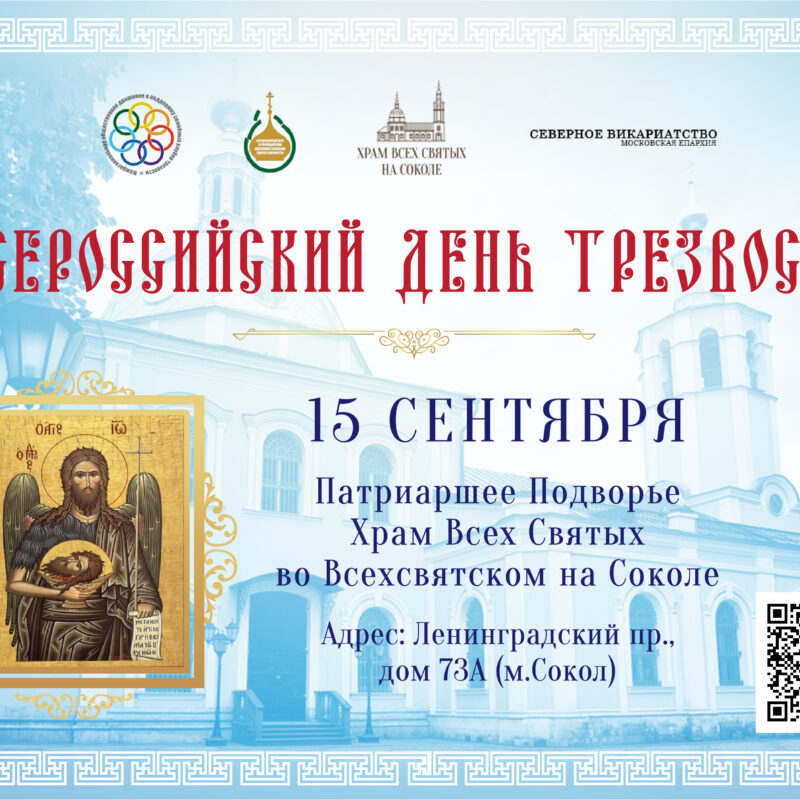 ХРАМ ВСЕХ СВЯТЫХ
НА СОКОЛЕ
СЕВЕРНОЕ ВИКАРИАТСТВО
МОСКОВСКАЯ ЕПАРХИЯ
СЕРОССИЙСКИЙ ДЕНЬ ТРЕЗВОС
15 СЕНТЯБРЯ
Патриаршее Подворье
Храм Всех Святых
во Всехсвятском на Соколе
Адрес: Ленинградский пр.,
дом 73А (м.Сокол)